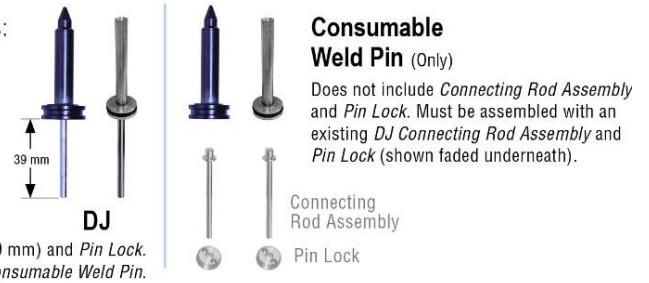 :
39 mm
DJ
mm) and Pin Lock.
Consumable Weld Pin.
Consumable
Weld Pin (Only)
Does not include Connecting Rod Assembly
and Pin Lock. Must be assembled with an
existing DJ Connecting Rod Assembly and
Pin Lock (shown faded underneath).
Connecting
Rod Assembly
Pin Lock